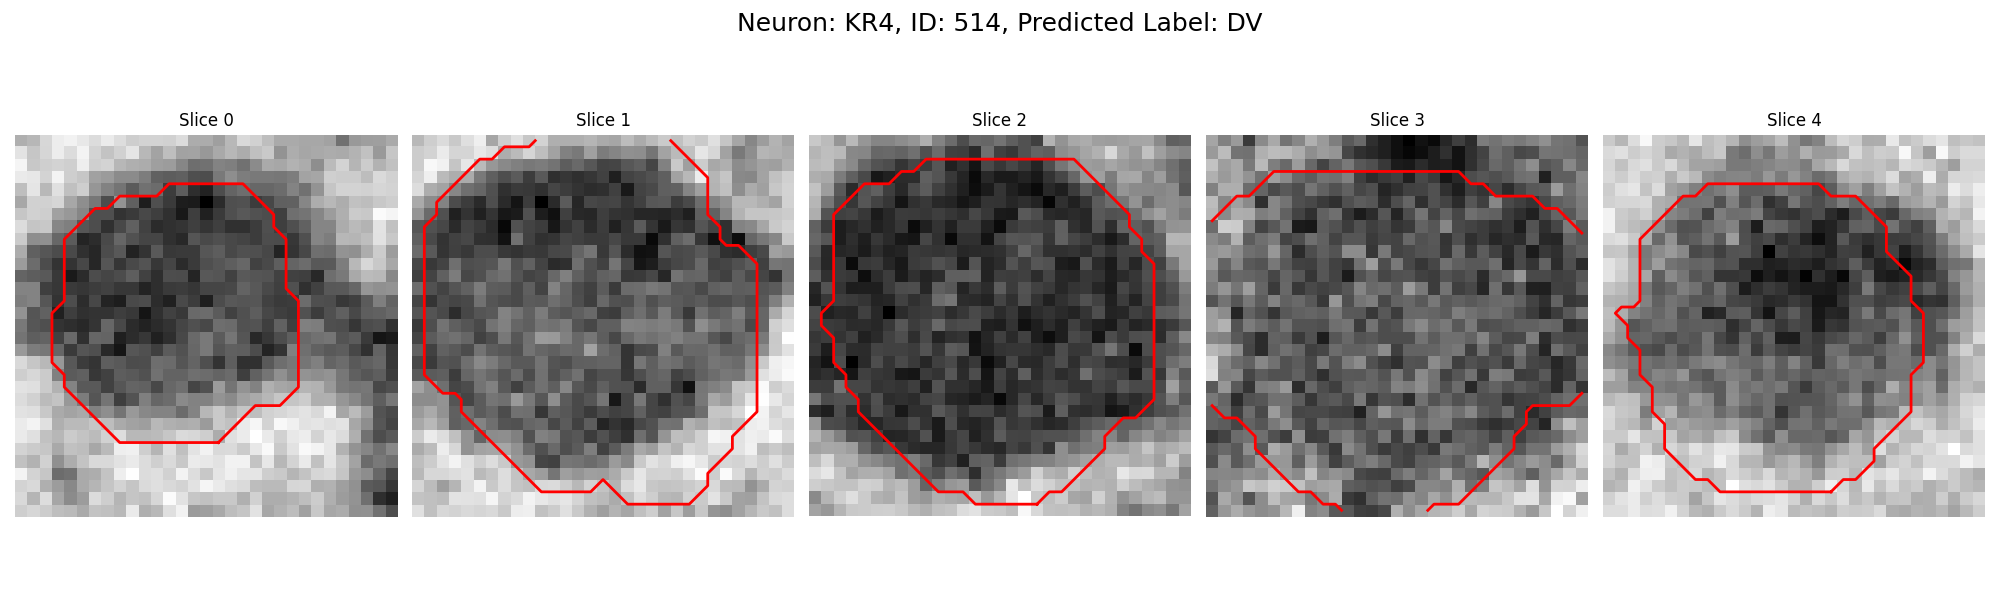 Neuron: KR4, ID: 514, Predicted Label: DV
Slice 0
Slice 1
Slice 2
Slice 3
Slice 4